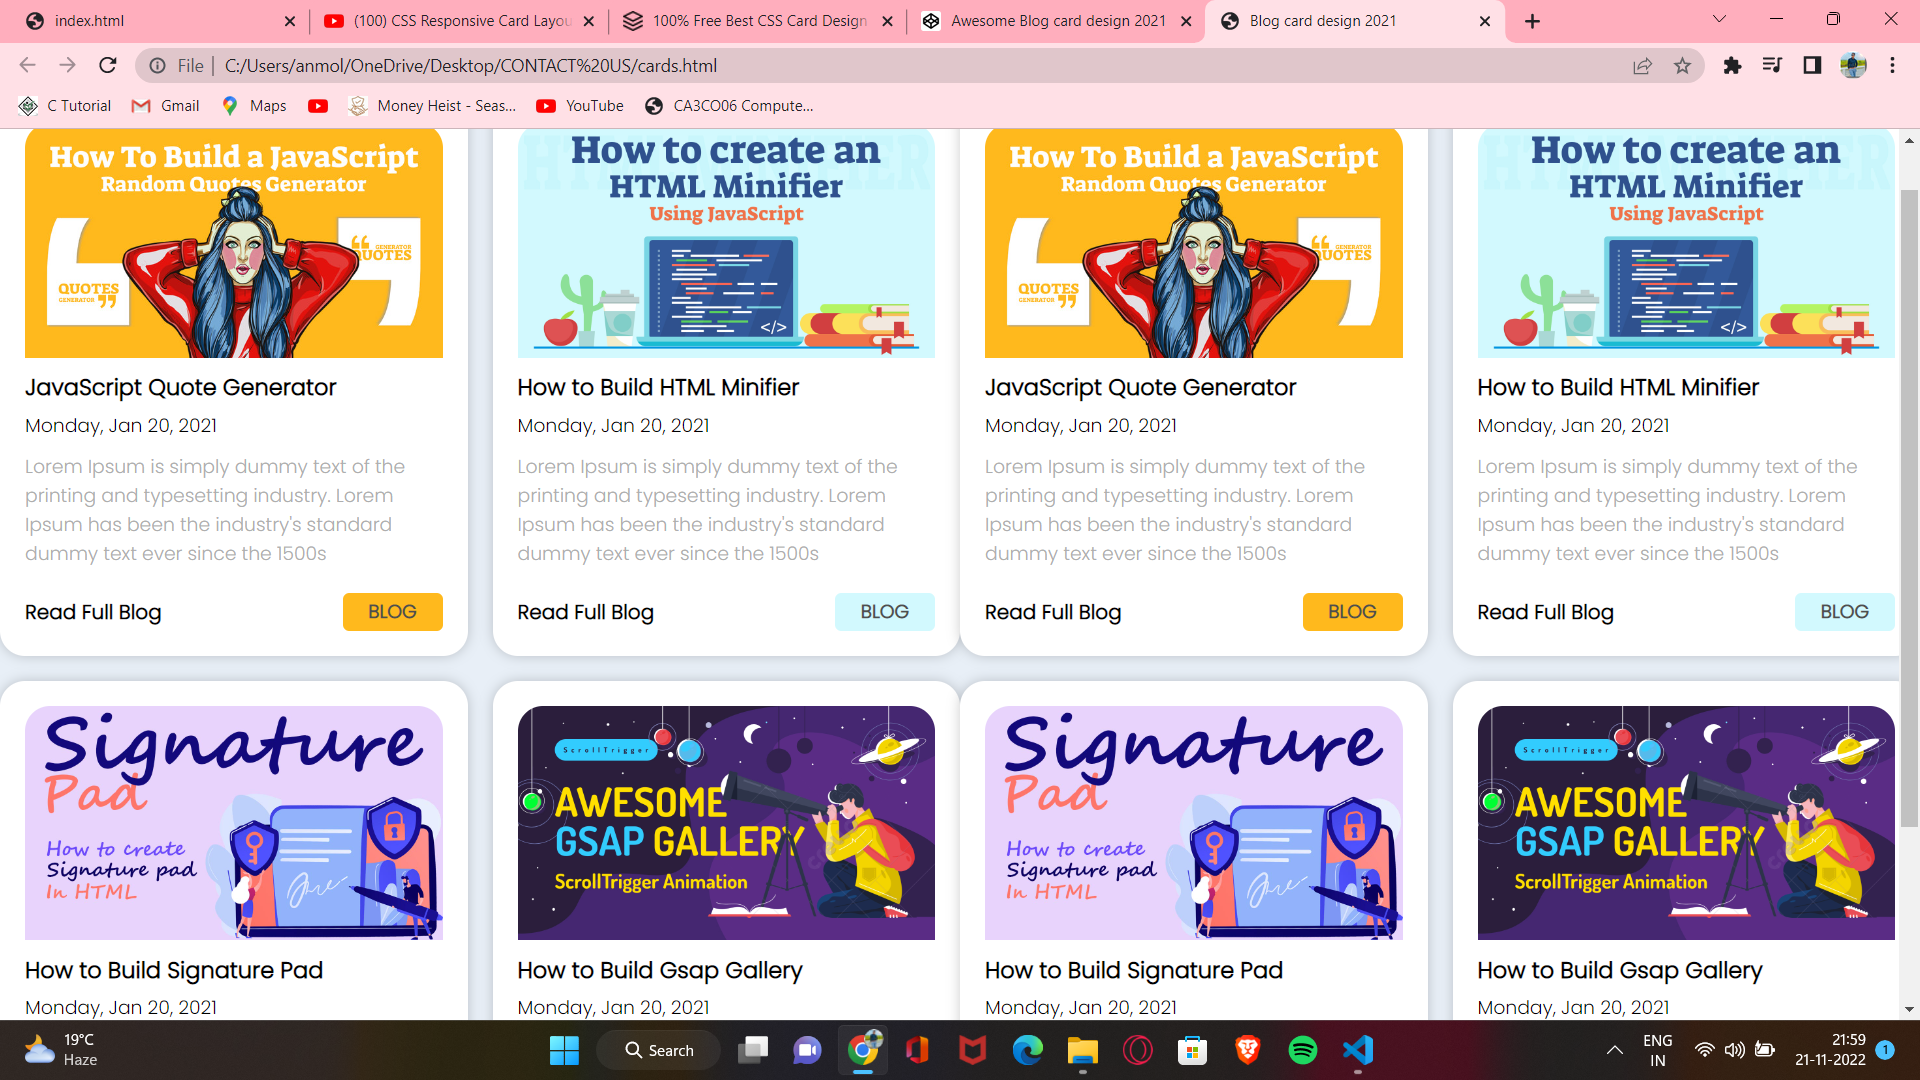 index.html
(100) CSS Responsive Card Layou
100% Free Best CSS Card Design
Awesome Blog card design 2021
Blog card design 2021
File | C:/Users/anmol/OneDrive/Desktop/CONTACT%20US/cards.html
C Tutorial
Gmail
Maps
Money Heist - Seas...
YouTube
CA3CO06 Compute...
How To Build a JavaScript
Random Quotes Generator
GENERATOR
QUOTES
QUOTES
GENERATOR
How to create an
HTML Minifier
Using JavaScript
</>
How To Build a JavaScript
Random Quotes Generator
GENERATOR
QUOTES
QUOTES
GENERATOR
How to create an
HTML Minifier
Using JavaScript
</>
JavaScript Quote Generator
Monday, Jan 20, 2021
Lorem Ipsum is simply dummy text of the
printing and typesetting industry. Lorem
Ipsum has been the industry's standard
dummy text ever since the 1500s
Read Full Blog
BLOG
How to Build HTML Minifier
Monday, Jan 20, 2021
Lorem Ipsum is simply dummy text of the
printing and typesetting industry. Lorem
Ipsum has been the industry's standard
dummy text ever since the 1500s
Read Full Blog
BLOG
JavaScript Quote Generator
Monday, Jan 20, 2021
Lorem Ipsum is simply dummy text of the
printing and typesetting industry. Lorem
Ipsum has been the industry's standard
dummy text ever since the 1500s
Read Full Blog
BLOG
How to Build HTML Minifier
Monday, Jan 20, 2021
Lorem Ipsum is simply dummy text of the
printing and typesetting industry. Lorem
Ipsum has been the industry's standard
dummy text ever since the 1500s
Read Full Blog
BLOG
Signature
Pad
How to create
Signature pad
In HTML
How to Build Signature Pad
Monday, Jan 20, 2021
ScrollTrigger
AWESOME
GSAP GALLERY
ScrollTrigger Animation
How to Build Gsap Gallery
Monday, Jan 20, 2021
Signature
Pad
How to create
Signature pad
In HTML
How to Build Signature Pad
Monday, Jan 20, 2021
ScrollTrigger
AWESOME
GSAP GALLERY
ScrollTrigger Animation
How to Build Gsap Gallery
Monday, Jan 20, 2021
19°C
Haze
Search
ENG
IN
21:59
21-11-2022
1